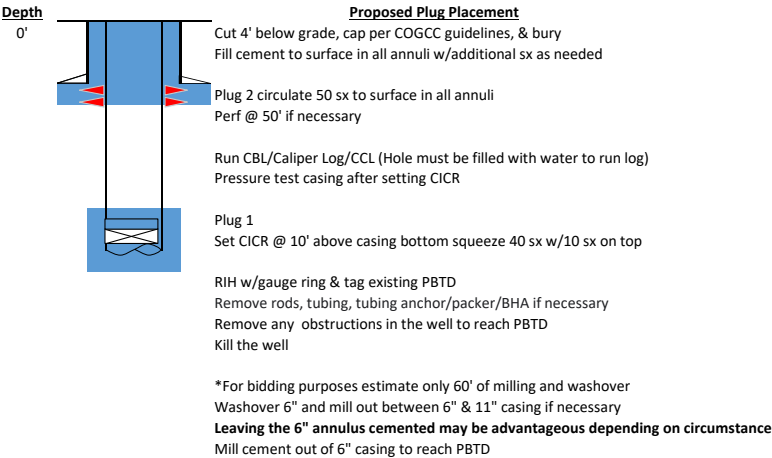 Depth Proposed Plug Placement
0' Cut 4' below grade, cap per COGCC guidelines, & bury
Fill cement to surface in all annuli w/additional sx as needed
Plug 2 circulate 50 sx to surface in all annuli
Perf @ 50' if necessary
Run CBL/Caliper Log/CCL (Hole must be filled with water to run log)
Pressure test casing after setting CICR
Plug 1
Set CICR @ 10' above casing bottom squeeze 40 sx w/10 sx on top
RIH w/gauge ring & tag existing PBTD
Remove rods, tubing, tubing anchor/packer/BHA if necessary
Remove any obstructions in the well to reach PBTD
Kill the well
*For bidding purposes estimate only 60' of milling and washover
Washover 6" and mill out between 6" & 11" casing if necessary
Leaving the 6" annulus cemented may be advantageous depending on circumstance
Mill cement out of 6" casing to reach PBTD